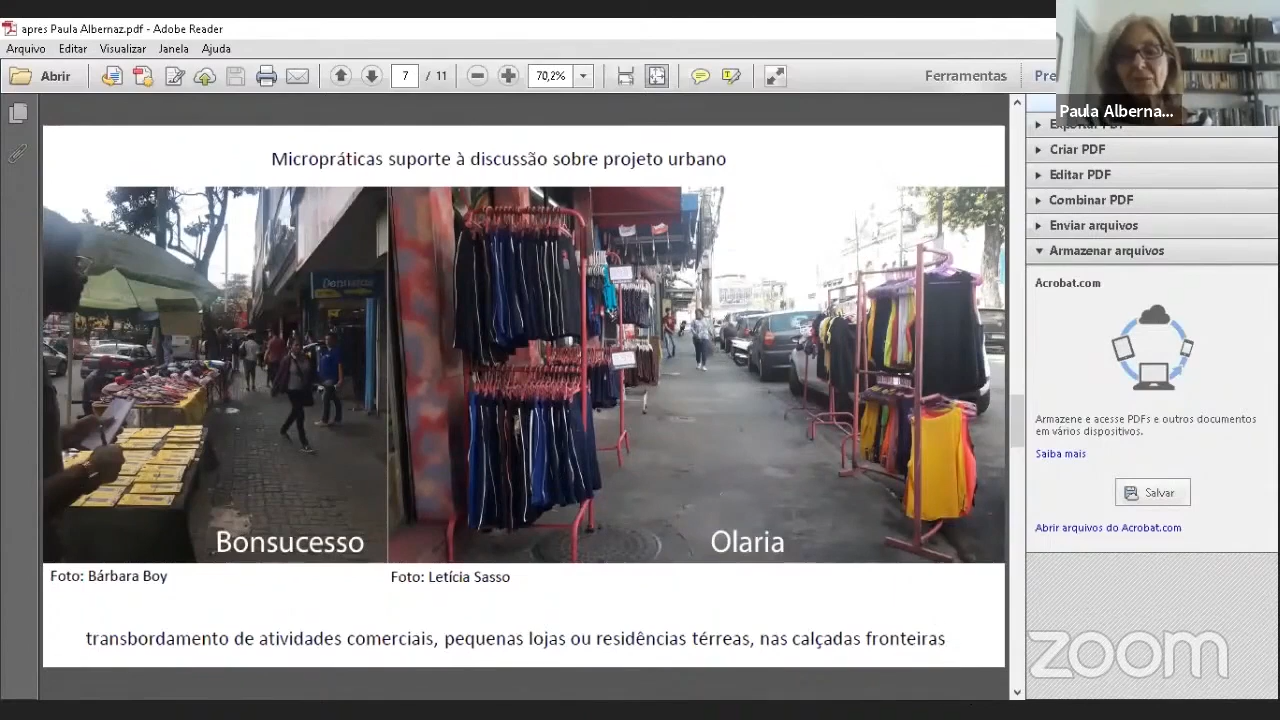 apres Paula Albernaz.pdf - Adobe Reader
Arquivo Editar Visualizar Janela Ajuda
Abrir 7 / 11 70,2% Ferramentas
Paula Alberna...
Micropráticas suporte à discussão sobre projeto urbano
Bonsucesso
Olaria
Foto: Bárbara Boy
Foto: Letícia Sasso
transbordamento de atividades comerciais, pequenas lojas ou residências térreas, nas calçadas fronteiras
Exportar PDF
Criar PDF
Editar PDF
Combinar PDF
Enviar arquivos
Armazenar arquivos
Acrobat.com
Armazene e acesse PDFs e outros documentos
em vários dispositivos.
Saiba mais
Salvar
Abrir arquivos do Acrobat.com
zoom